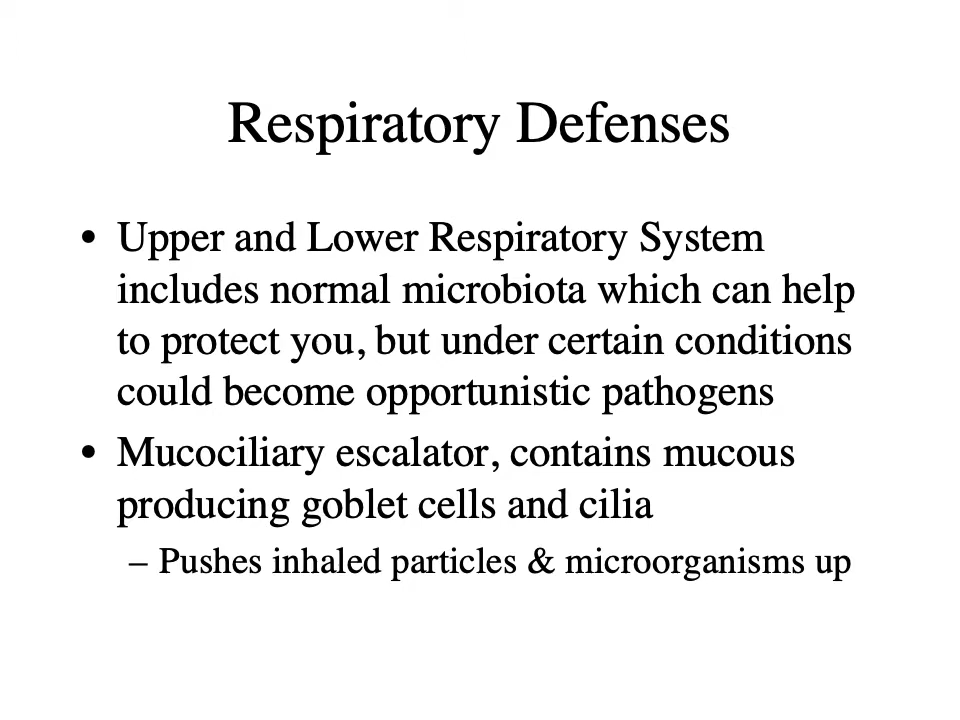 Respiratory Defenses
• Upper and Lower Respiratory System
includes normal microbiota which can help
to protect you, but under certain conditions
could become opportunistic pathogens
• Mucociliary escalator, contains mucous
producing goblet cells and cilia
– Pushes inhaled particles & microorganisms up